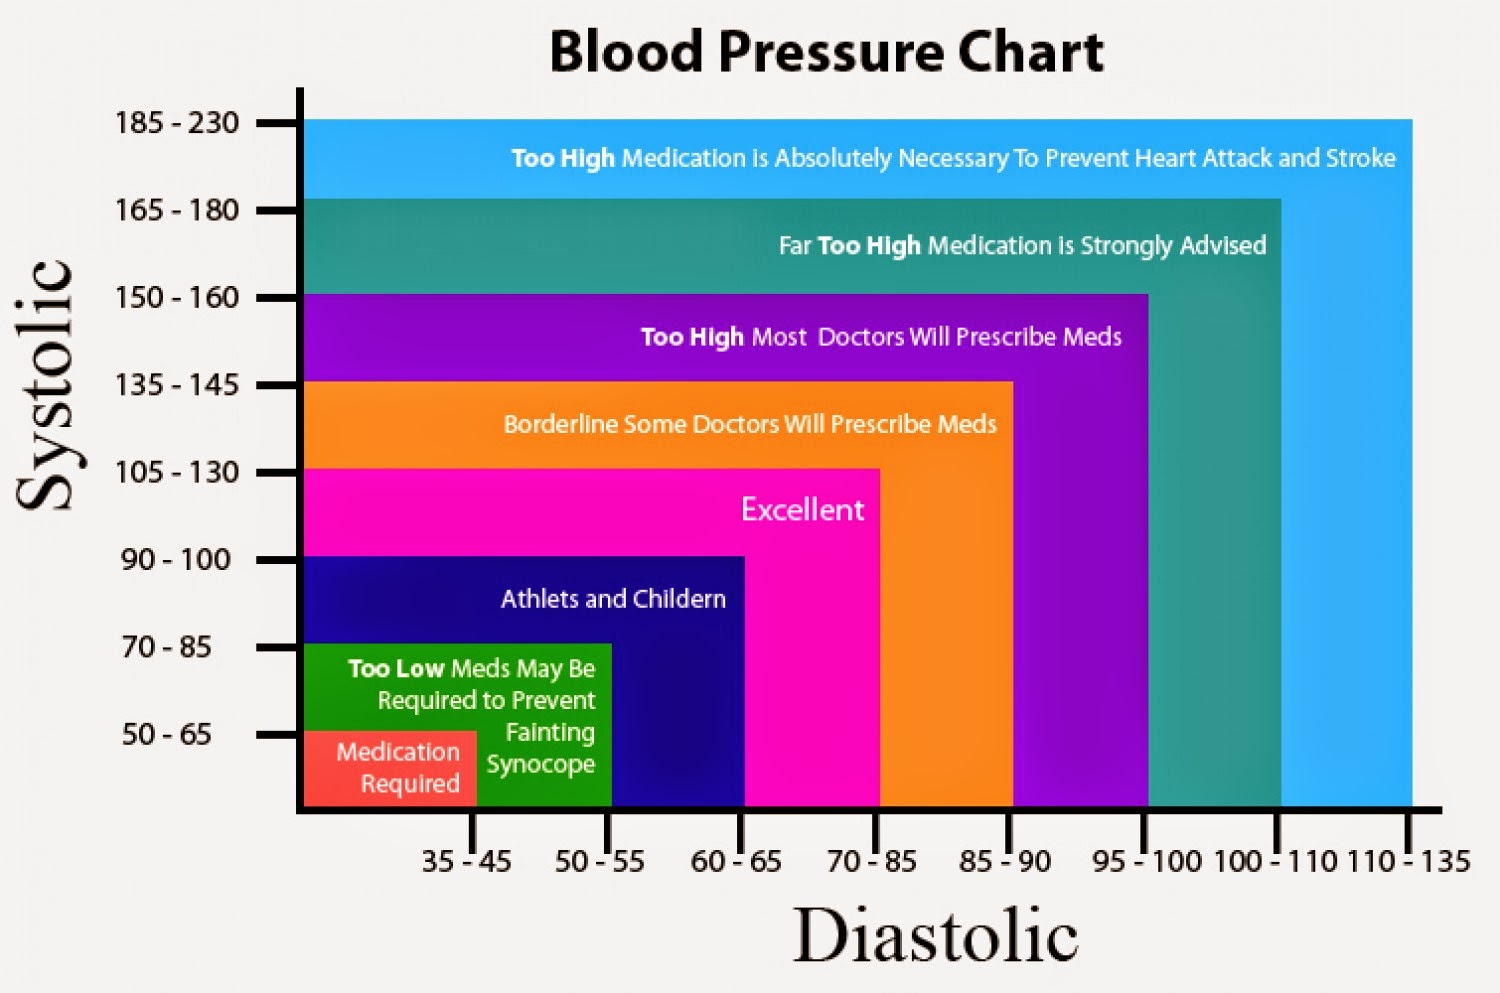 Blood Pressure Chart
Systolic
185 - 230
165 - 180
150 - 160
135 - 145
105 - 130
90 - 100
70 - 85
50 - 65
Too High Medication is Absolutely Necessary To Prevent Heart Attack and Stroke
Far Too High Medication is Strongly Advised
Too High Most Doctors Will Prescribe Meds
Borderline Some Doctors Will Prescribe Meds
Excellent
Athlets and Childern
Too Low Meds May Be
Required to Prevent
Fainting
Synocope
Medication
Required
35 - 45 50 - 55 60 - 65 70 - 85 85 - 90 95 - 100 100 - 110 110 - 135
Diastolic